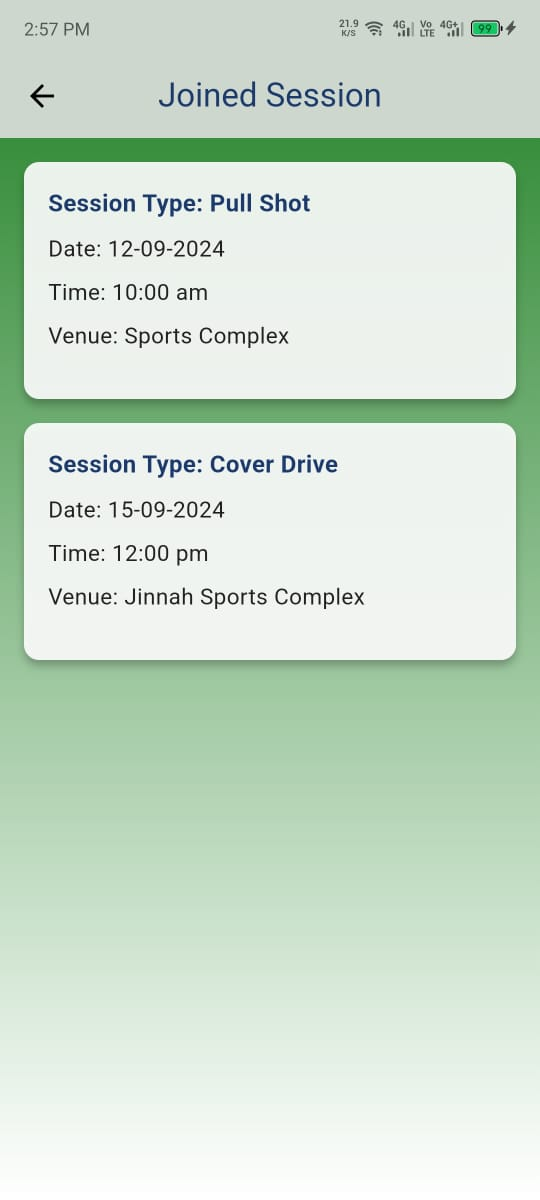 2:57 PM
21.9 K/S 4G Vo LTE 4G+ 99
Joined Session
Session Type: Pull Shot
Date: 12-09-2024
Time: 10:00 am
Venue: Sports Complex
Session Type: Cover Drive
Date: 15-09-2024
Time: 12:00 pm
Venue: Jinnah Sports Complex